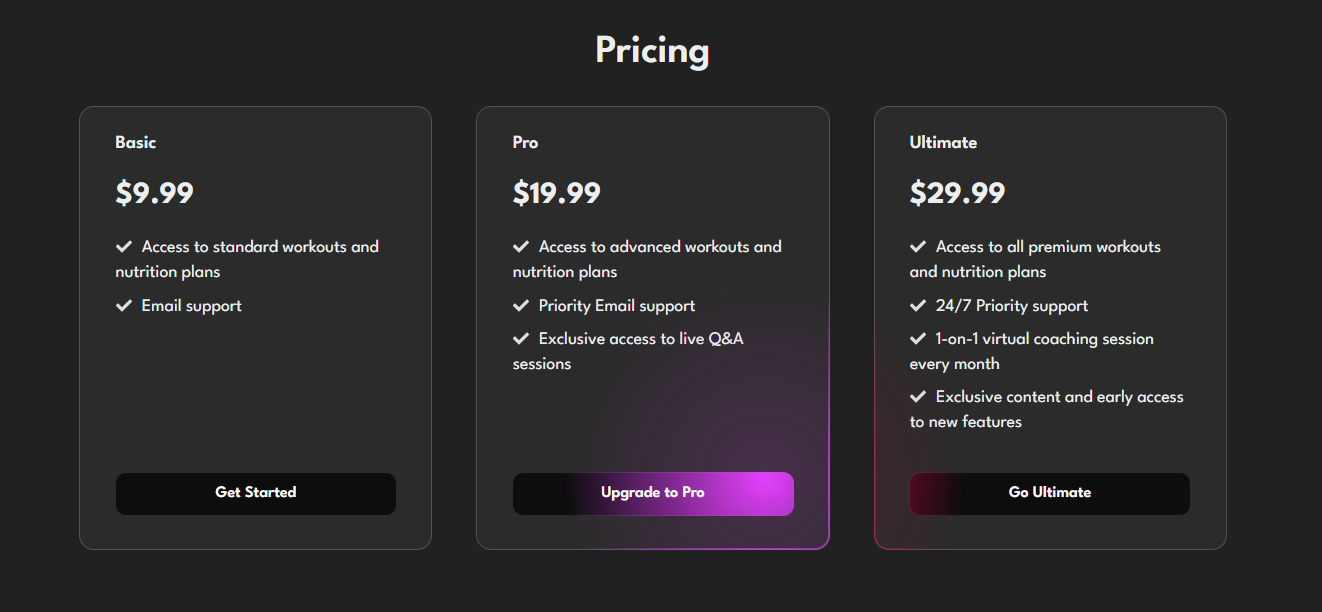 Pricing
Basic
$9.99
Access to standard workouts and
nutrition plans
Email support
Get Started
Pro
$19.99
Access to advanced workouts and
nutrition plans
Priority Email support
Exclusive access to live Q&A
sessions
Upgrade to Pro
Ultimate
$29.99
Access to all premium workouts
and nutrition plans
24/7 Priority support
1-on-1 virtual coaching session
every month
Exclusive content and early access
to new features
Go Ultimate